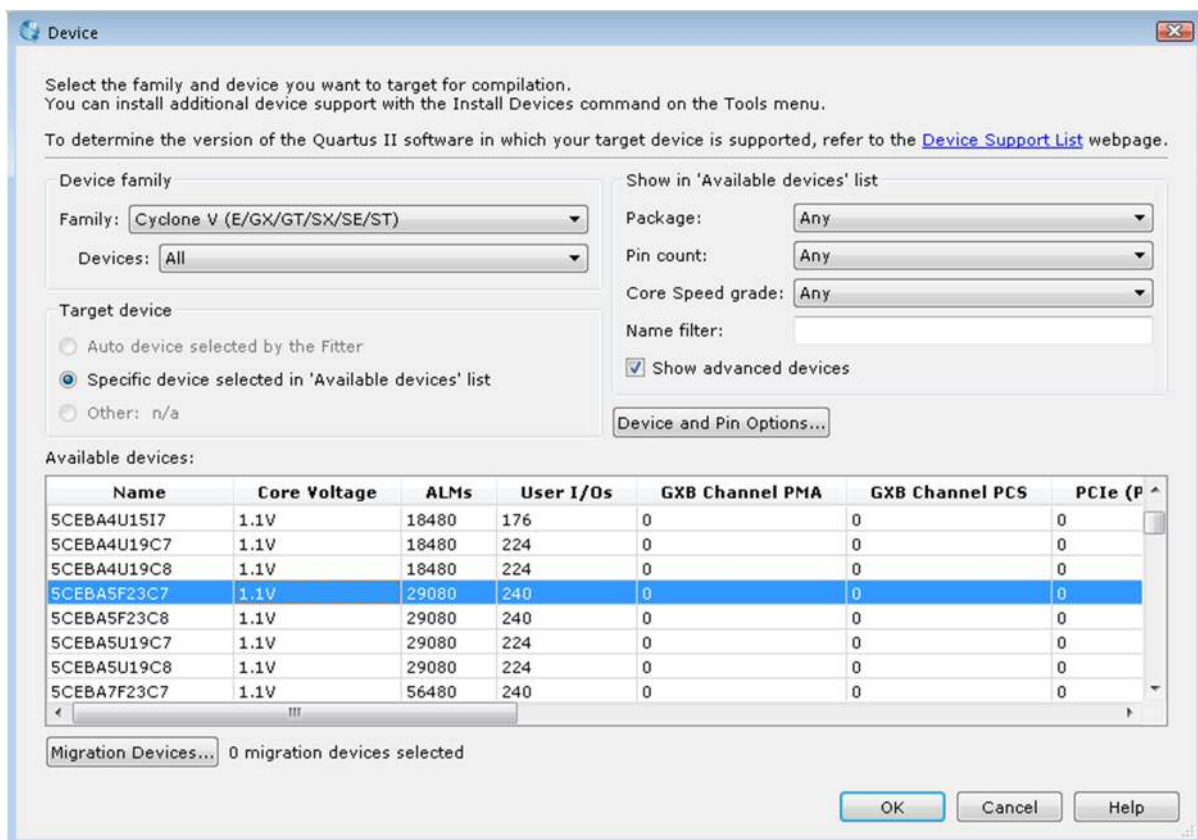 Device
Select the family and device you want to target for compilation.
You can install additional device support with the Install Devices command on the Tools menu.
To determine the version of the Quartus II software in which your target device is supported, refer to the Device Support List webpage.
Device family
Family: Cyclone V (E/GX/GT/SX/SE/ST)
Devices: All
Target device
Auto device selected by the Fitter
Specific device selected in 'Available devices' list
Other: n/a
Show in 'Available devices' list
Package: Any
Pin count: Any
Core Speed grade: Any
Name filter:
Show advanced devices
Device and Pin Options...
Available devices:
Name Core Voltage ALMs User I/Os GXB Channel PMA GXB Channel PCS PCIe (P
5CEBA4U15I7 1.1V 18480 176 0 0 0
5CEBA4U19C7 1.1V 18480 224 0 0 0
5CEBA4U19C8 1.1V 18480 224 0 0 0
5CEBA5F23C7 1.1V 29080 240 0 0 0
5CEBA5F23C8 1.1V 29080 240 0 0 0
5CEBA5U19C7 1.1V 29080 224 0 0 0
5CEBA5U19C8 1.1V 29080 224 0 0 0
5CEBA7F23C7 1.1V 56480 240 0 0 0
Migration Devices... 0 migration devices selected
OK Cancel Help